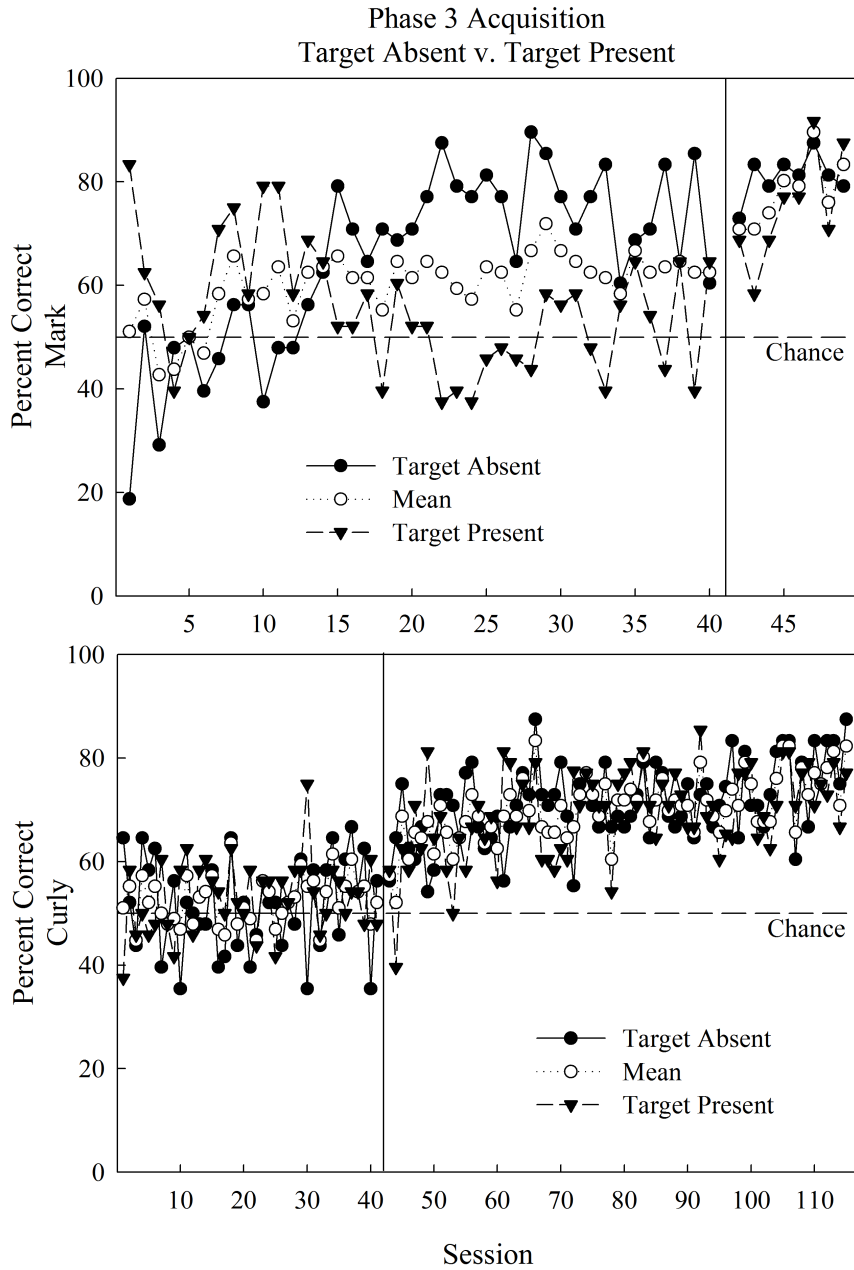 Phase 3 Acquisition
Target Absent v. Target Present
100
80
60
40
20
0
Percent Correct
Mark
Chance
Target Absent
Mean
Target Present
5 10 15 20 25 30 35 40 45
100
80
60
40
20
0
Percent Correct
Curly
Chance
Target Absent
Mean
Target Present
10 20 30 40 50 60 70 80 90 100 110
Session